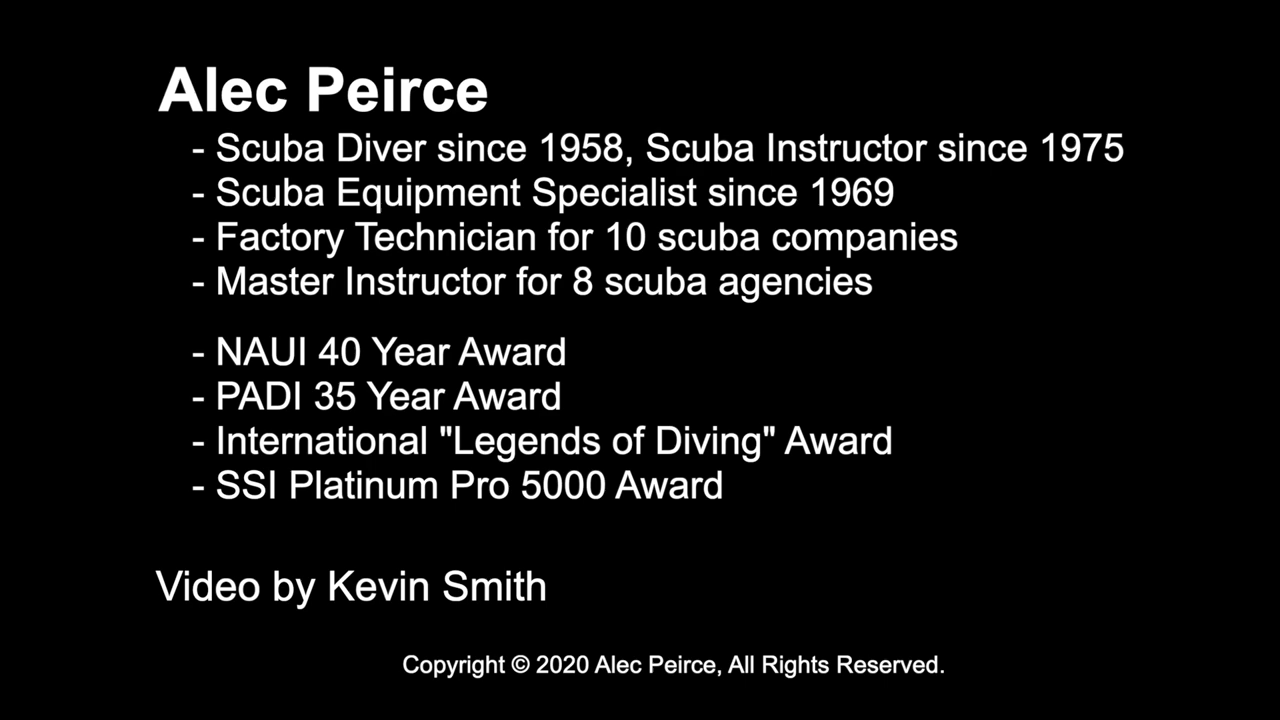 Alec Peirce
- Scuba Diver since 1958, Scuba Instructor since 1975
- Scuba Equipment Specialist since 1969
- Factory Technician for 10 scuba companies
- Master Instructor for 8 scuba agencies
- NAUI 40 Year Award
- PADI 35 Year Award
- International "Legends of Diving" Award
- SSI Platinum Pro 5000 Award
Video by Kevin Smith
Copyright © 2020 Alec Peirce, All Rights Reserved.